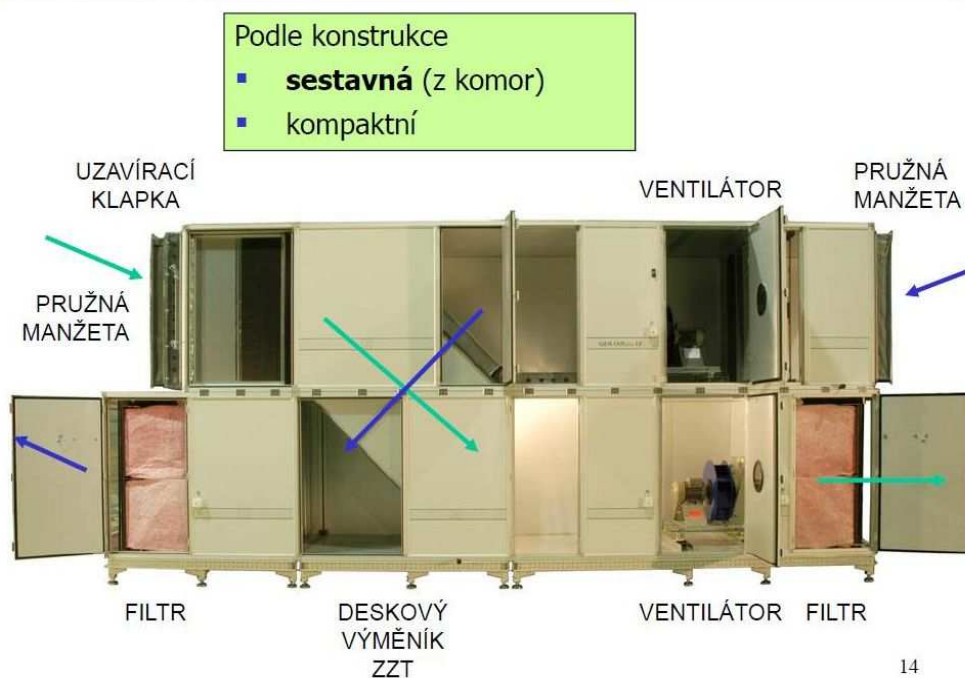 Podle konstrukce
▪ sestavná (z komor)
▪ kompaktní
UZAVÍRACÍ
KLAPKA
VENTILÁTOR
PRUŽNÁ
MANŽETA
PRUŽNÁ
MANŽETA
FILTR
DESKOVÝ
VÝMĚNÍK
ZZT
VENTILÁTOR
FILTR
14